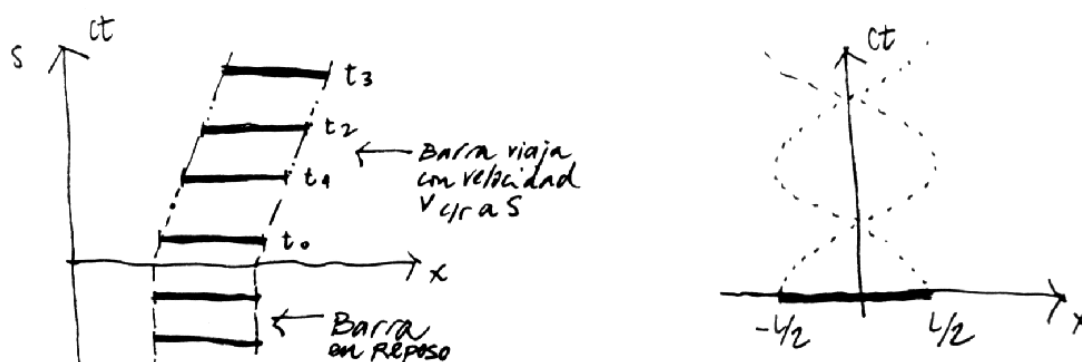 S
ct
t3
t2
t1
t0
x
Barra viaja
con velocidad
v c/r a S
Barra
en reposo
ct
-L/2
L/2
x